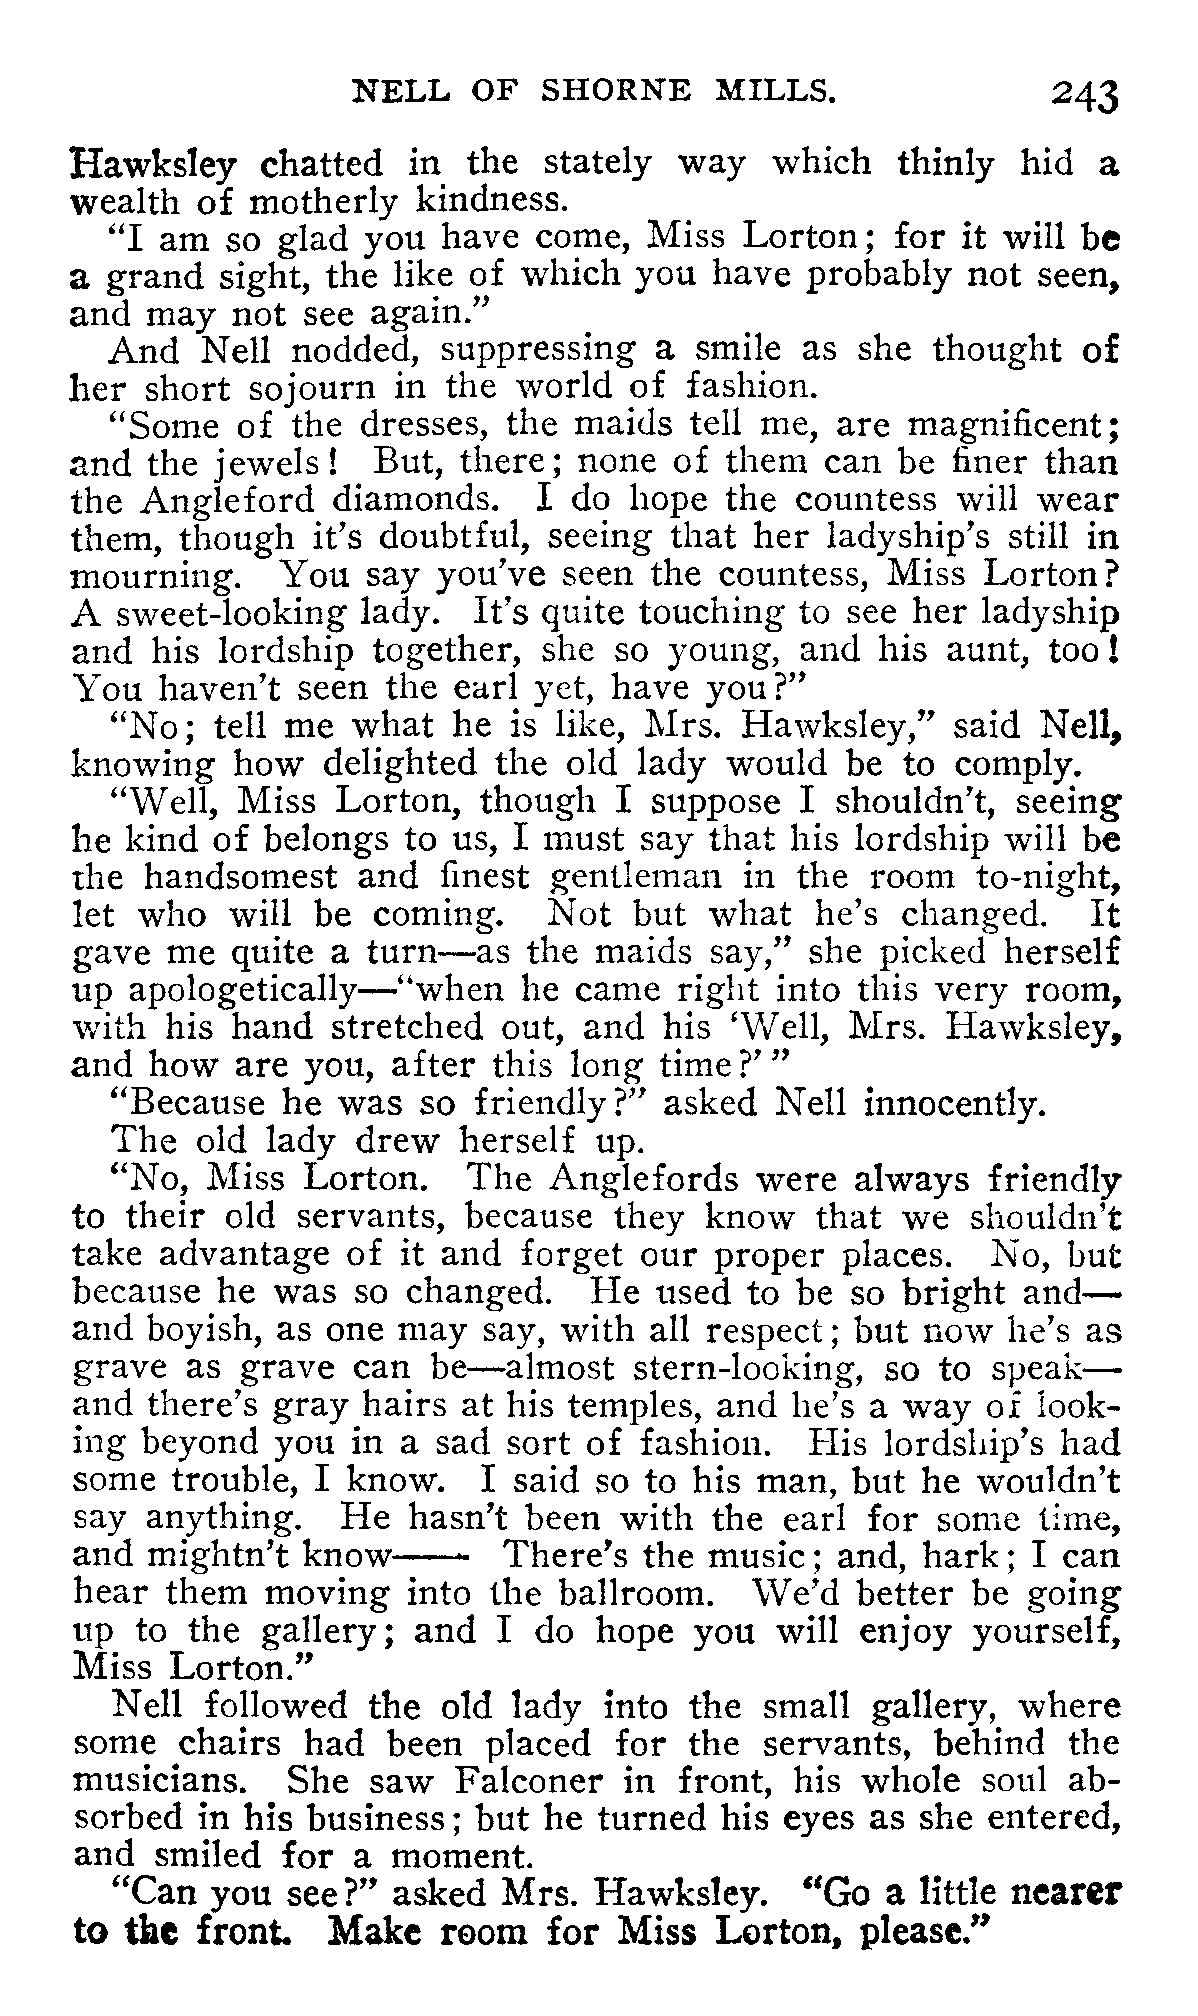 NELL OF SHORNE MILLS. 243
Hawksley chatted in the stately way which thinly hid a
wealth of motherly kindness.
"I am so glad you have come, Miss Lorton; for it will be
a grand sight, the like of which you have probably not seen,
and may not see again."
And Nell nodded, suppressing a smile as she thought of
her short sojourn in the world of fashion.
"Some of the dresses, the maids tell me, are magnificent;
and the jewels! But, there; none of them can be finer than
the Angleford diamonds. I do hope the countess will wear
them, though it's doubtful, seeing that her ladyship's still in
mourning. You say you've seen the countess, Miss Lorton?
A sweet-looking lady. It's quite touching to see her ladyship
and his lordship together, she so young, and his aunt, too!
You haven't seen the earl yet, have you?"
"No; tell me what he is like, Mrs. Hawksley," said Nell,
knowing how delighted the old lady would be to comply.
"Well, Miss Lorton, though I suppose I shouldn't, seeing
he kind of belongs to us, I must say that his lordship will be
the handsomest and finest gentleman in the room to-night,
let who will be coming. Not but what he's changed. It
gave me quite a turn—as the maids say," she picked herself
up apologetically—"when he came right into this very room,
with his hand stretched out, and his 'Well, Mrs. Hawksley,
and how are you, after this long time?'"
"Because he was so friendly?" asked Nell innocently.
The old lady drew herself up.
"No, Miss Lorton. The Anglefords were always friendly
to their old servants, because they know that we shouldn't
take advantage of it and forget our proper places. No, but
because he was so changed. He used to be so bright and—
and boyish, as one may say, with all respect; but now he's as
grave as grave can be—almost stern-looking, so to speak—
and there's gray hairs at his temples, and he's a way of look-
ing beyond you in a sad sort of fashion. His lordship's had
some trouble, I know. I said so to his man, but he wouldn't
say anything. He hasn't been with the earl for some time,
and mightn't know—— There's the music; and, hark; I can
hear them moving into the ballroom. We'd better be going
up to the gallery; and I do hope you will enjoy yourself,
Miss Lorton."
Nell followed the old lady into the small gallery, where
some chairs had been placed for the servants, behind the
musicians. She saw Falconer in front, his whole soul ab-
sorbed in his business; but he turned his eyes as she entered,
and smiled for a moment.
"Can you see?" asked Mrs. Hawksley. "Go a little nearer
to the front. Make room for Miss Lorton, please."